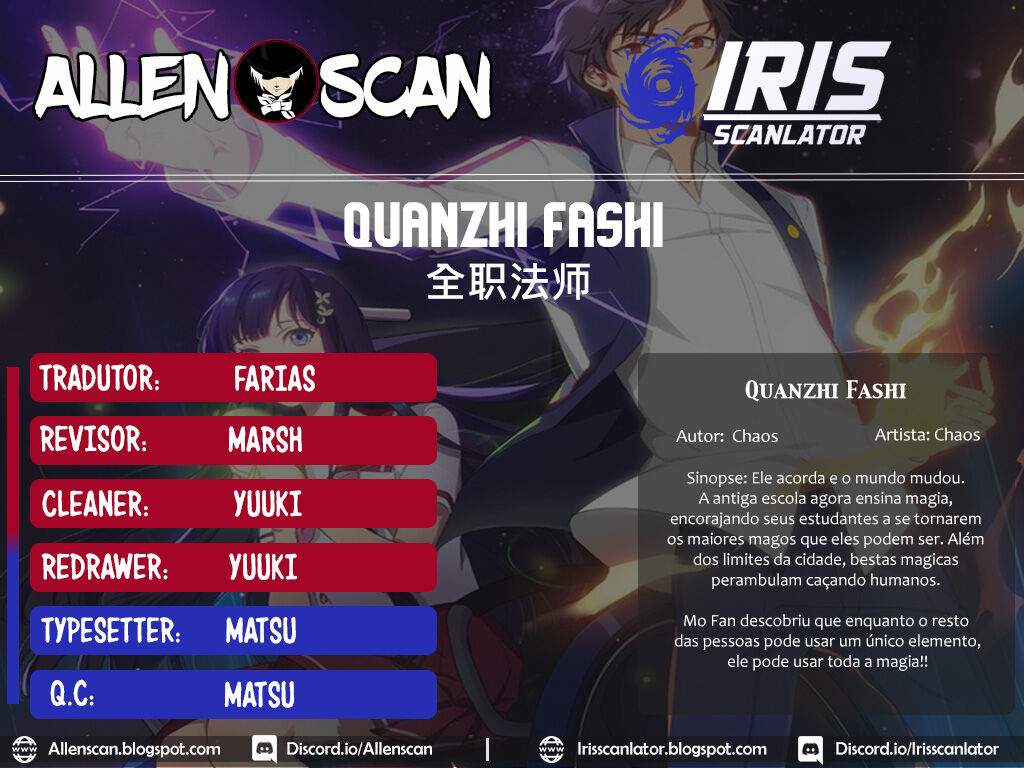 ALLEN SCAN
IRIS
SCANLATOR
QUANZHI FASHI
全职法师
TRADUTOR: FARIAS
REVISOR: MARSH
CLEANER: YUUKI
REDRAWER: YUUKI
TYPESETTER: MATSU
Q.C: MATSU
Quanzhi Fashi
Autor: Chaos Artista: Chaos
Sinopse: Ele acorda e o mundo mudou.
A antiga escola agora ensina magia,
encorajando seus estudantes a se tornarem
os maiores magos que eles podem ser. Além
dos limites da cidade, bestas magicas
perambulam caçando humanos.
Mo Fan descobriu que enquanto o resto
das pessoas pode usar um único elemento,
ele pode usar toda a magia!!
Allenscan.blogspot.com Discord.io/Allenscan | Irisscanlator.blogspot.com Discord.io/Irisscanlator